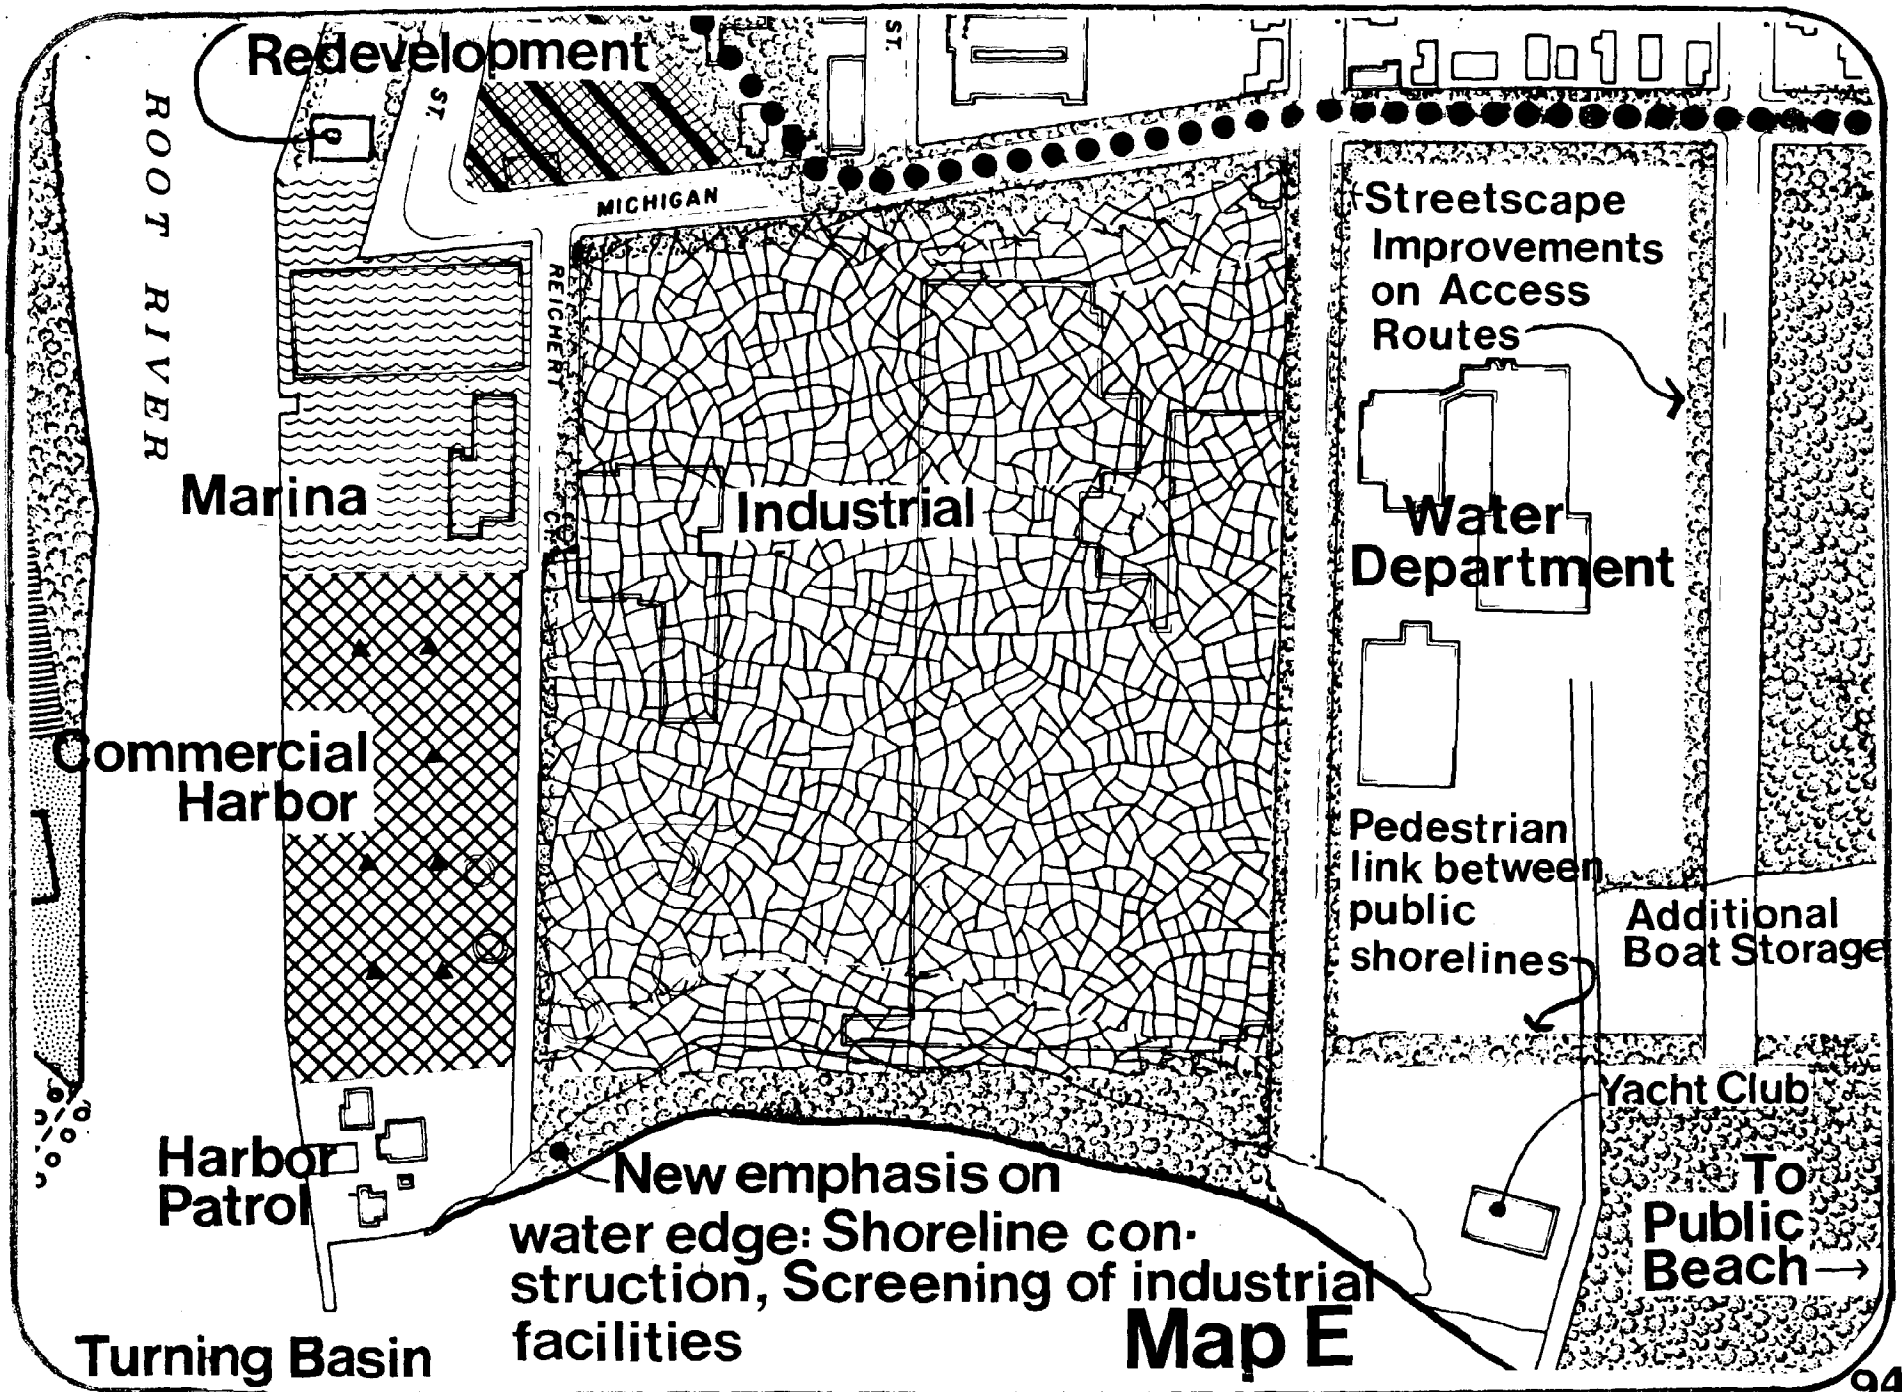 Redevelopment
ST.
ST.
ROOT RIVER
MICHIGAN
REICHERT
CT.
Streetscape
Improvements
on Access
Routes
Marina
Industrial
Water
Department
Commercial
Harbor
Pedestrian
link between
public
shorelines
Additional
Boat Storage
Yacht Club
Harbor
Patrol
To
Public
Beach
New emphasis on
water edge: Shoreline con-
struction, Screening of industrial
facilities
Map E
Turning Basin
94